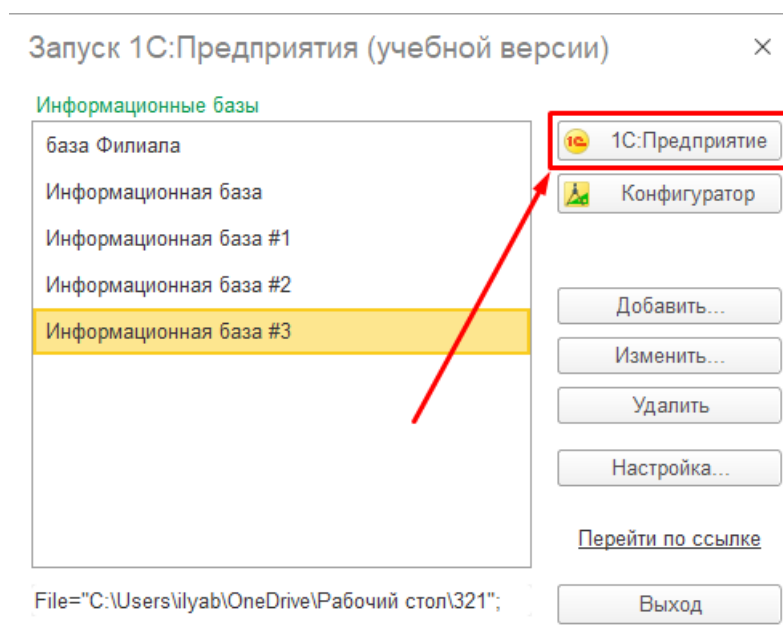 Запуск 1С:Предприятия (учебной версии)
Информационные базы
база Филиала
Информационная база
Информационная база #1
Информационная база #2
Информационная база #3
1С:Предприятие
Конфигуратор
Добавить...
Изменить...
Удалить
Настройка...
Перейти по ссылке
File="C:\Users\ilyab\OneDrive\Рабочий стол\321";
Выход